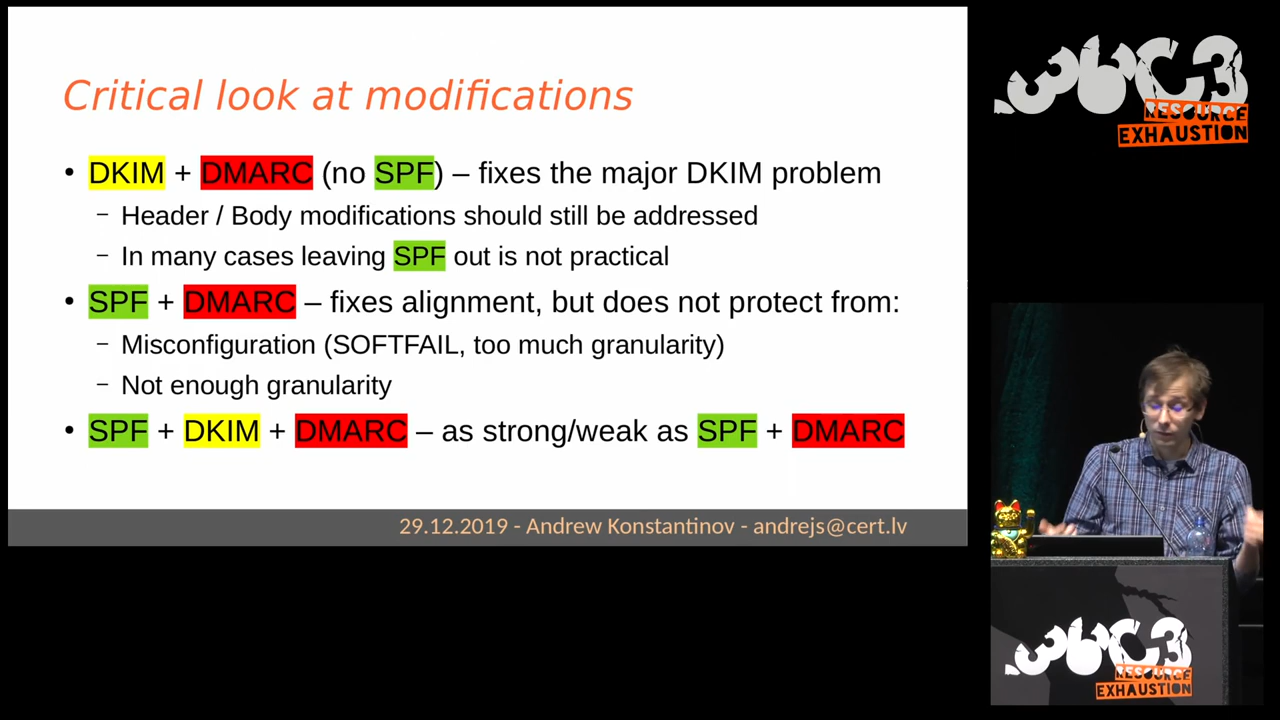 Critical look at modifications
• DKIM + DMARC (no SPF) – fixes the major DKIM problem
– Header / Body modifications should still be addressed
– In many cases leaving SPF out is not practical
• SPF + DMARC – fixes alignment, but does not protect from:
– Misconfiguration (SOFTFAIL, too much granularity)
– Not enough granularity
• SPF + DKIM + DMARC – as strong/weak as SPF + DMARC
29.12.2019 - Andrew Konstantinov - andrejs@cert.lv
36C3
RESOURCE
EXHAUSTION
36C3
RESOURCE
EXHAUSTION